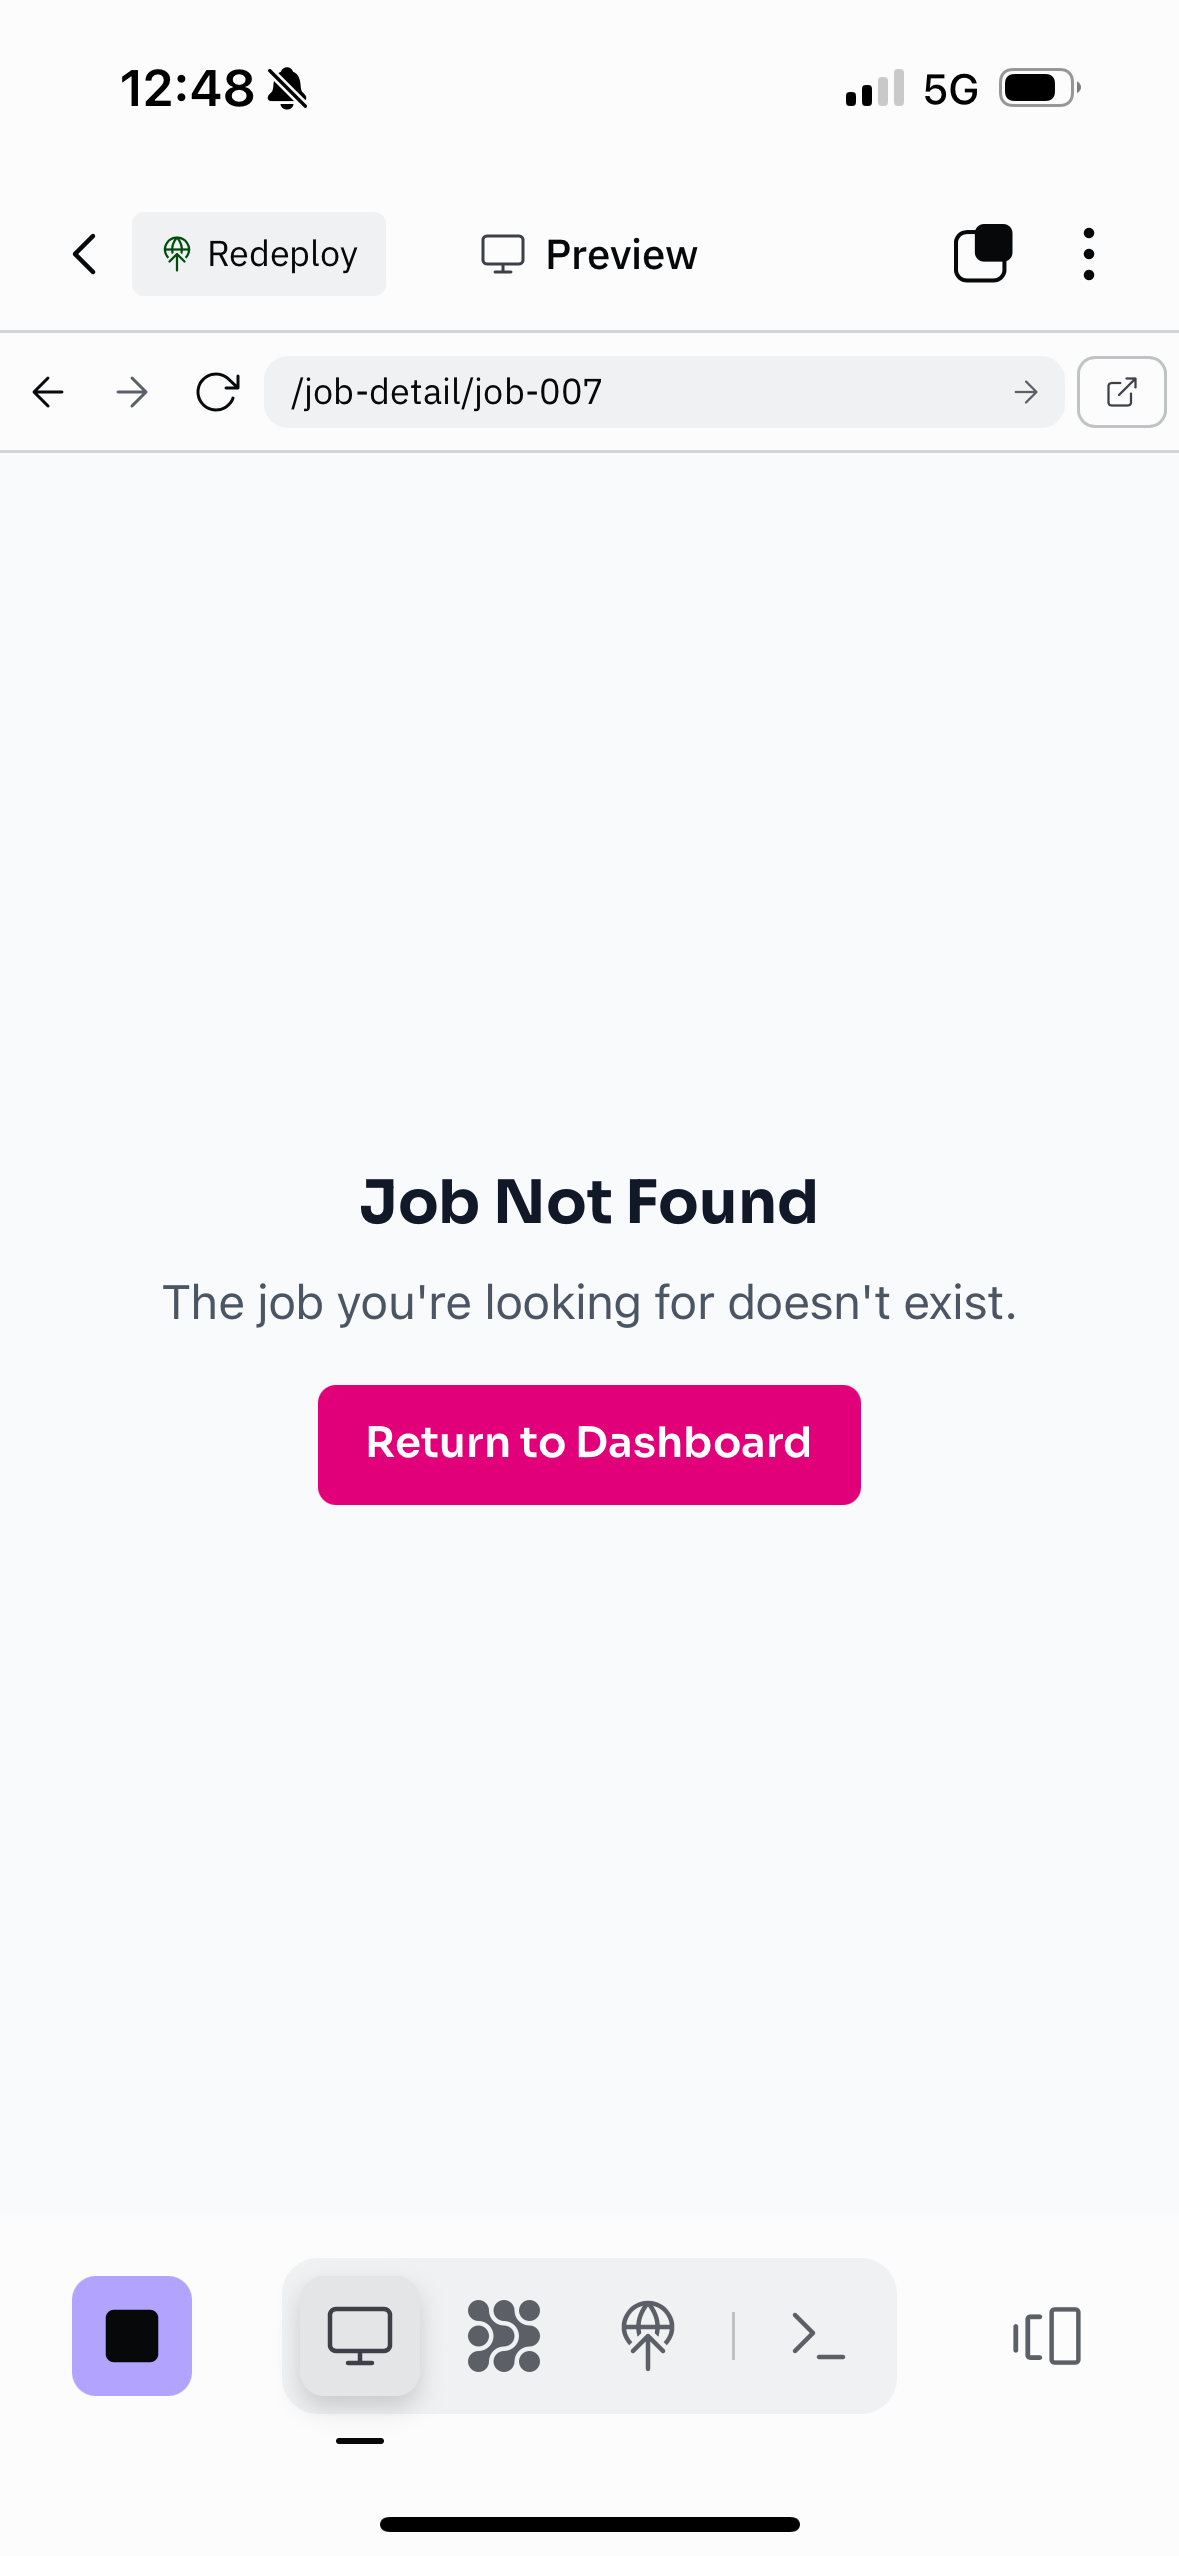 12:48
5G
Redeploy
Preview
/job-detail/job-007
Job Not Found
The job you're looking for doesn't exist.
Return to Dashboard